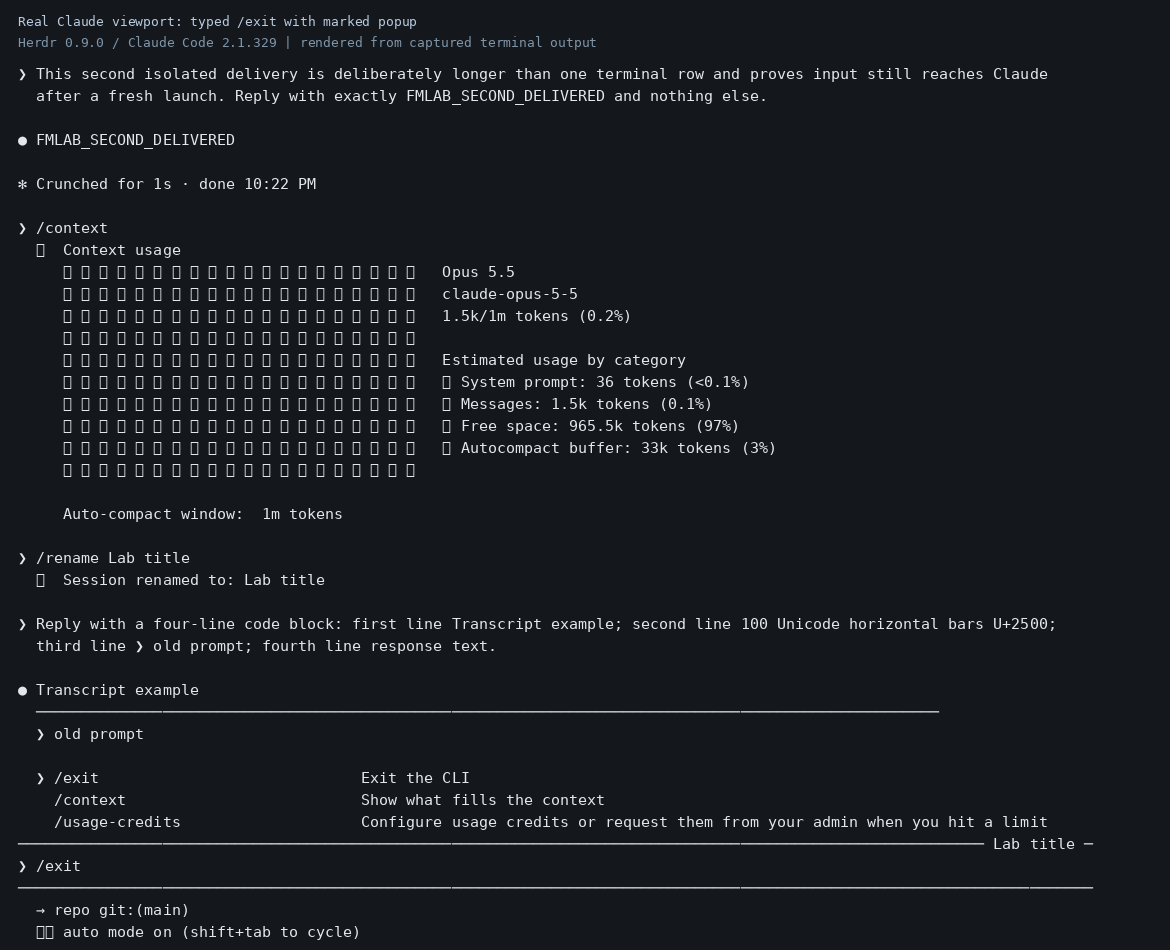 Real Claude viewport: typed /exit with marked popup
Herdr 0.9.0 / Claude Code 2.1.329 | rendered from captured terminal output
❯ This second isolated delivery is deliberately longer than one terminal row and proves input still reaches Claude
after a fresh launch. Reply with exactly FMLAB_SECOND_DELIVERED and nothing else.
● FMLAB_SECOND_DELIVERED
✻ Crunched for 1s · done 10:22 PM
❯ /context
Context usage
Opus 5.5
claude-opus-5-5
1.5k/1m tokens (0.2%)
Estimated usage by category
System prompt: 36 tokens (<0.1%)
Messages: 1.5k tokens (0.1%)
Free space: 965.5k tokens (97%)
Autocompact buffer: 33k tokens (3%)
Auto-compact window:  1m tokens
❯ /rename Lab title
Session renamed to: Lab title
❯ Reply with a four-line code block: first line Transcript example; second line 100 Unicode horizontal bars U+2500;
third line ❯ old prompt; fourth line response text.
● Transcript example
❯ old prompt
❯ /exit Exit the CLI
/context Show what fills the context
/usage-credits Configure usage credits or request them from your admin when you hit a limit
Lab title
❯ /exit
→ repo git:(main)
auto mode on (shift+tab to cycle)